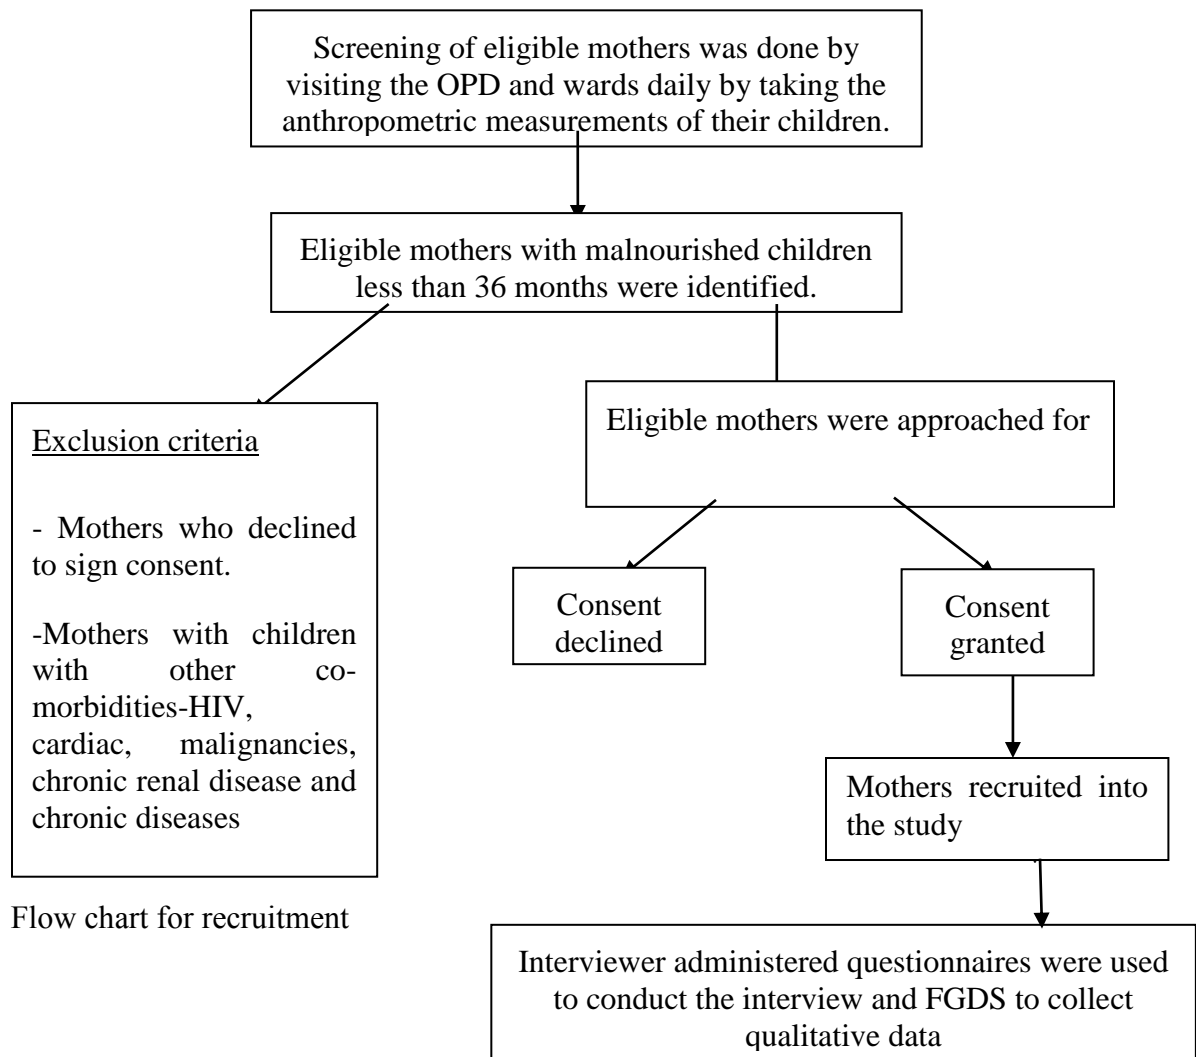 Screening of eligible mothers was done by
visiting the OPD and wards daily by taking the
anthropometric measurements of their children.
Eligible mothers with malnourished children
less than 36 months were identified.
Exclusion criteria
- Mothers who declined
to sign consent.
-Mothers with children
with other co-
morbidities-HIV,
cardiac, malignancies,
chronic renal disease and
chronic diseases
Eligible mothers were approached for
Consent
declined
Consent
granted
Mothers recruited into
the study
Flow chart for recruitment
Interviewer administered questionnaires were used
to conduct the interview and FGDS to collect
qualitative data